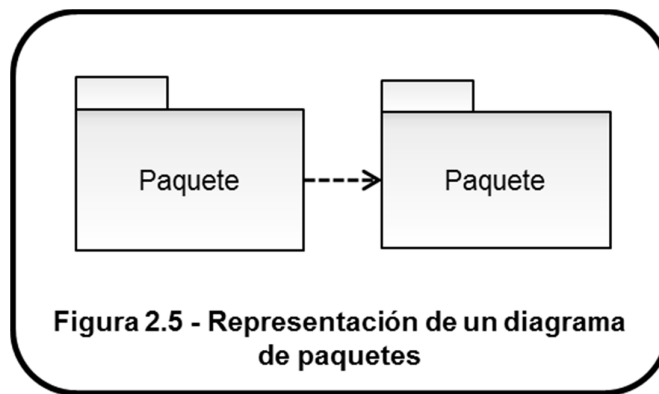 Paquete
Paquete
Figura 2.5 - Representación de un diagrama
de paquetes